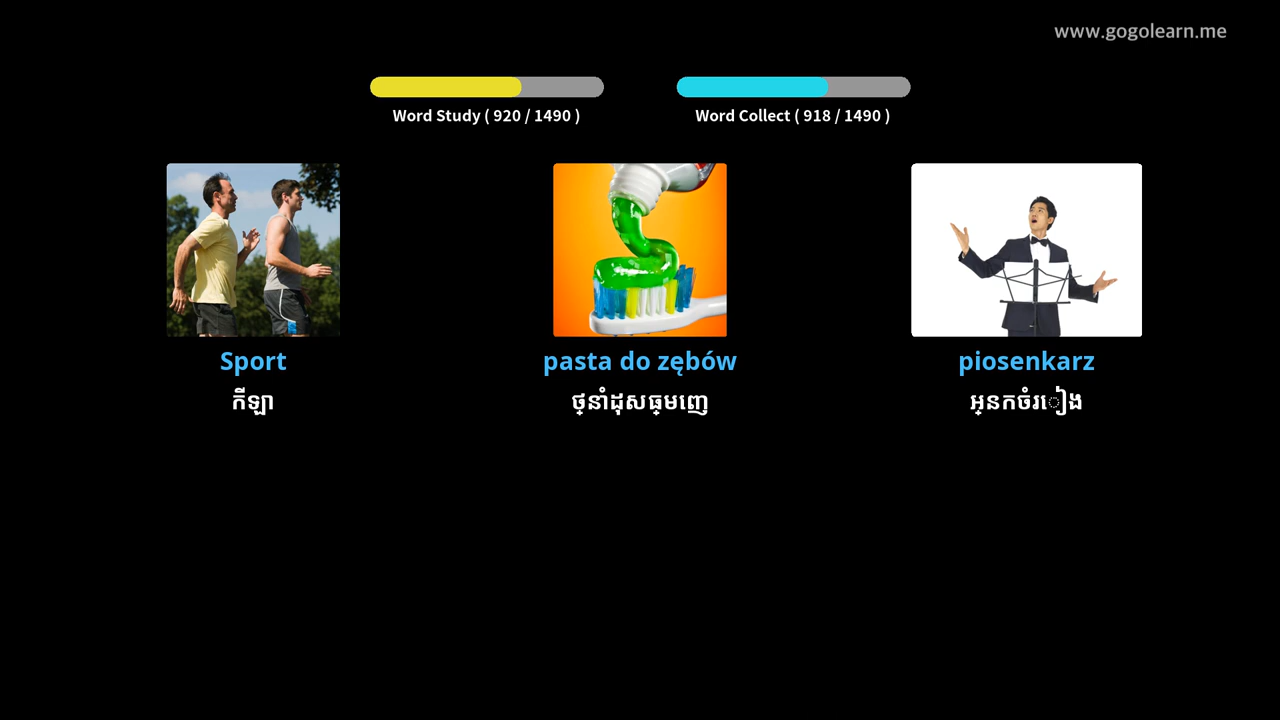 www.gogolearn.me
Word Study ( 920 / 1490 )
Word Collect ( 918 / 1490 )
Sport
pasta do zębów
piosenkarz
កីឡា
ថ្នាំដុសធ្មេញ
អ្នកចំរៀង